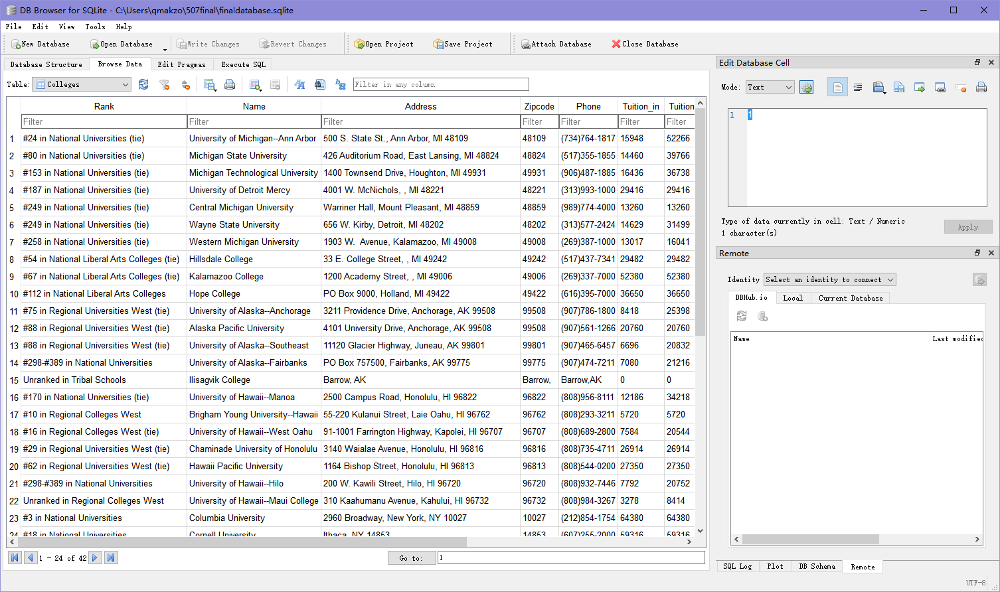 DB Browser for SQLite - C:\Users\qmakzo\507final\finaldatabase.sqlite
File Edit View Tools Help
New Database Open Database Write Changes Revert Changes Open Project Save Project Attach Database Close Database
Database Structure Browse Data Edit Pragmas Execute SQL
Table: Colleges Filter in any column
Rank Name Address Zipcode Phone Tuition_in Tuition
Filter Filter Filter Filter Filter Filter Filter
1 #24 in National Universities (tie) University of Michigan--Ann Arbor 500 S. State St., Ann Arbor, MI 48109 48109 (734)764-1817 15948 52266
2 #80 in National Universities (tie) Michigan State University 426 Auditorium Road, East Lansing, MI 48824 48824 (517)355-1855 14460 39766
3 #153 in National Universities (tie) Michigan Technological University 1400 Townsend Drive, Houghton, MI 49931 49931 (906)487-1885 16436 36738
4 #187 in National Universities (tie) University of Detroit Mercy 4001 W. McNichols, , MI 48221 48221 (313)993-1000 29416 29416
5 #249 in National Universities (tie) Central Michigan University Warriner Hall, Mount Pleasant, MI 48859 48859 (989)774-4000 13260 13260
6 #249 in National Universities (tie) Wayne State University 656 W. Kirby, Detroit, MI 48202 48202 (313)577-2424 14629 31499
7 #258 in National Universities (tie) Western Michigan University 1903 W.  Avenue, Kalamazoo, MI 49008 49008 (269)387-1000 13017 16041
8 #54 in National Liberal Arts Colleges (tie) Hillsdale College 33 E. College Street, , MI 49242 49242 (517)437-7341 29482 29482
9 #67 in National Liberal Arts Colleges (tie) Kalamazoo College 1200 Academy Street, , MI 49006 49006 (269)337-7000 52380 52380
10 #112 in National Liberal Arts Colleges Hope College PO Box 9000, Holland, MI 49422 49422 (616)395-7000 36650 36650
11 #75 in Regional Universities West (tie) University of Alaska--Anchorage 3211 Providence Drive, Anchorage, AK 99508 99508 (907)786-1800 8418 25398
12 #88 in Regional Universities West (tie) Alaska Pacific University 4101 University Drive, Anchorage, AK 99508 99508 (907)561-1266 20760 20760
13 #88 in Regional Universities West (tie) University of Alaska--Southeast 11120 Glacier Highway, Juneau, AK 99801 99801 (907)465-6457 6696 20832
14 #298-#389 in National Universities University of Alaska--Fairbanks PO Box 757500, Fairbanks, AK 99775 99775 (907)474-7211 7080 21216
15 Unranked in Tribal Schools Ilisagvik College Barrow, AK Barrow, Barrow,AK 0 0
16 #170 in National Universities (tie) University of Hawaii--Manoa 2500 Campus Road, Honolulu, HI 96822 96822 (808)956-8111 12186 34218
17 #10 in Regional Colleges West Brigham Young University--Hawaii 55-220 Kulanui Street, Laie Oahu, HI 96762 96762 (808)293-3211 5720 5720
18 #16 in Regional Colleges West (tie) University of Hawaii--West Oahu 91-1001 Farrington Highway, Kapolei, HI 96707 96707 (808)689-2800 7584 20544
19 #29 in Regional Universities West (tie) Chaminade University of Honolulu 3140 Waialae Avenue, Honolulu, HI 96816 96816 (808)735-4711 26914 26914
20 #62 in Regional Universities West (tie) Hawaii Pacific University 1164 Bishop Street, Honolulu, HI 96813 96813 (808)544-0200 27350 27350
21 #298-#389 in National Universities University of Hawaii--Hilo 200 W. Kawili Street, Hilo, HI 96720 96720 (808)932-7446 7792 20752
22 Unranked in Regional Colleges West University of Hawaii--Maui College 310 Kaahumanu Avenue, Kahului, HI 96732 96732 (808)984-3267 3278 8414
23 #3 in National Universities Columbia University 2960 Broadway, New York, NY 10027 10027 (212)854-1754 64380 64380
24 #18 in National Universities Cornell University Ithaca, NY 14853 14853 (607)255-2000 59316 59316
1 - 24 of 42 Go to: 1
Edit Database Cell
Mode: Text
1 1
Type of data currently in cell: Text / Numeric
1 character(s)
Apply
Remote
Identity Select an identity to connect
DBHub.io Local Current Database
Name Last modified
SQL Log Plot DB Schema Remote
UTF-8